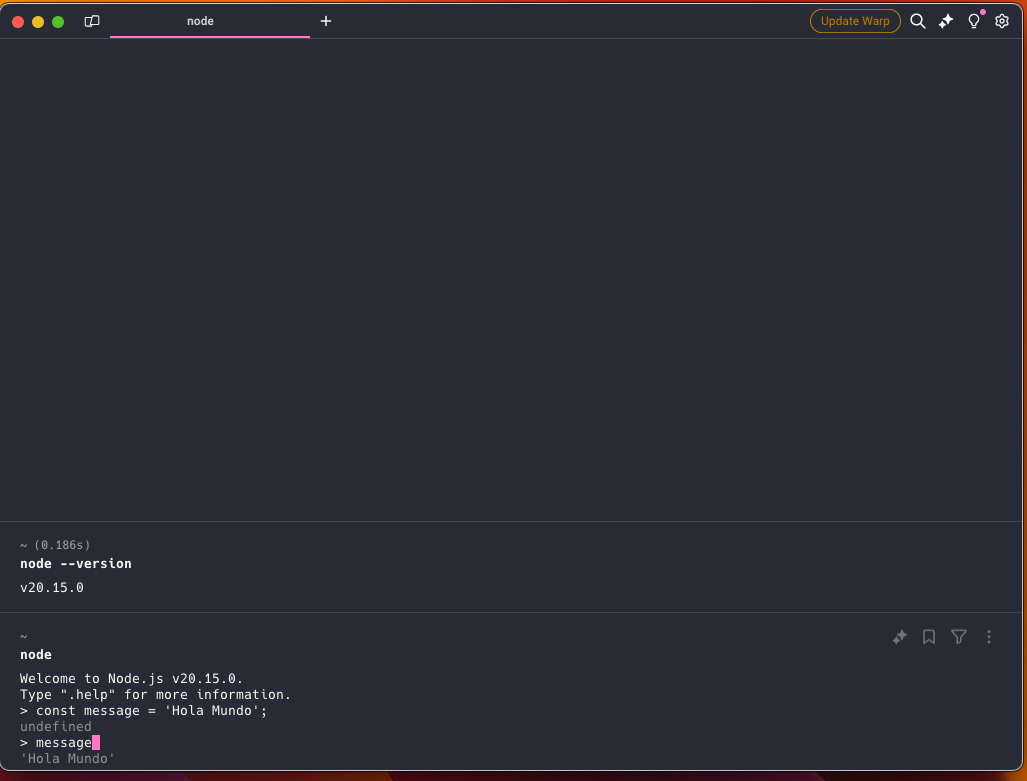 node
Update Warp
~ (0.186s)
node --version
v20.15.0
~
node
Welcome to Node.js v20.15.0.
Type ".help" for more information.
> const message = 'Hola Mundo';
undefined
> message
'Hola Mundo'